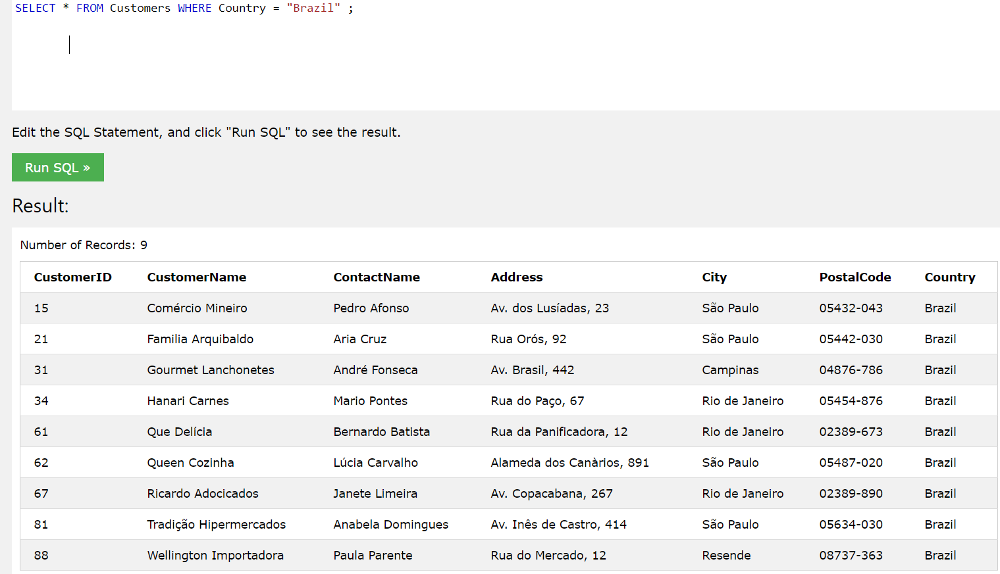 SELECT * FROM Customers WHERE Country = "Brazil" ;
Edit the SQL Statement, and click "Run SQL" to see the result.
Run SQL »
Result:
Number of Records: 9
CustomerID CustomerName ContactName Address City PostalCode Country
15 Comércio Mineiro Pedro Afonso Av. dos Lusíadas, 23 São Paulo 05432-043 Brazil
21 Familia Arquibaldo Aria Cruz Rua Orós, 92 São Paulo 05442-030 Brazil
31 Gourmet Lanchonetes André Fonseca Av. Brasil, 442 Campinas 04876-786 Brazil
34 Hanari Carnes Mario Pontes Rua do Paço, 67 Rio de Janeiro 05454-876 Brazil
61 Que Delícia Bernardo Batista Rua da Panificadora, 12 Rio de Janeiro 02389-673 Brazil
62 Queen Cozinha Lúcia Carvalho Alameda dos Canàrios, 891 São Paulo 05487-020 Brazil
67 Ricardo Adocicados Janete Limeira Av. Copacabana, 267 Rio de Janeiro 02389-890 Brazil
81 Tradição Hipermercados Anabela Domingues Av. Inês de Castro, 414 São Paulo 05634-030 Brazil
88 Wellington Importadora Paula Parente Rua do Mercado, 12 Resende 08737-363 Brazil